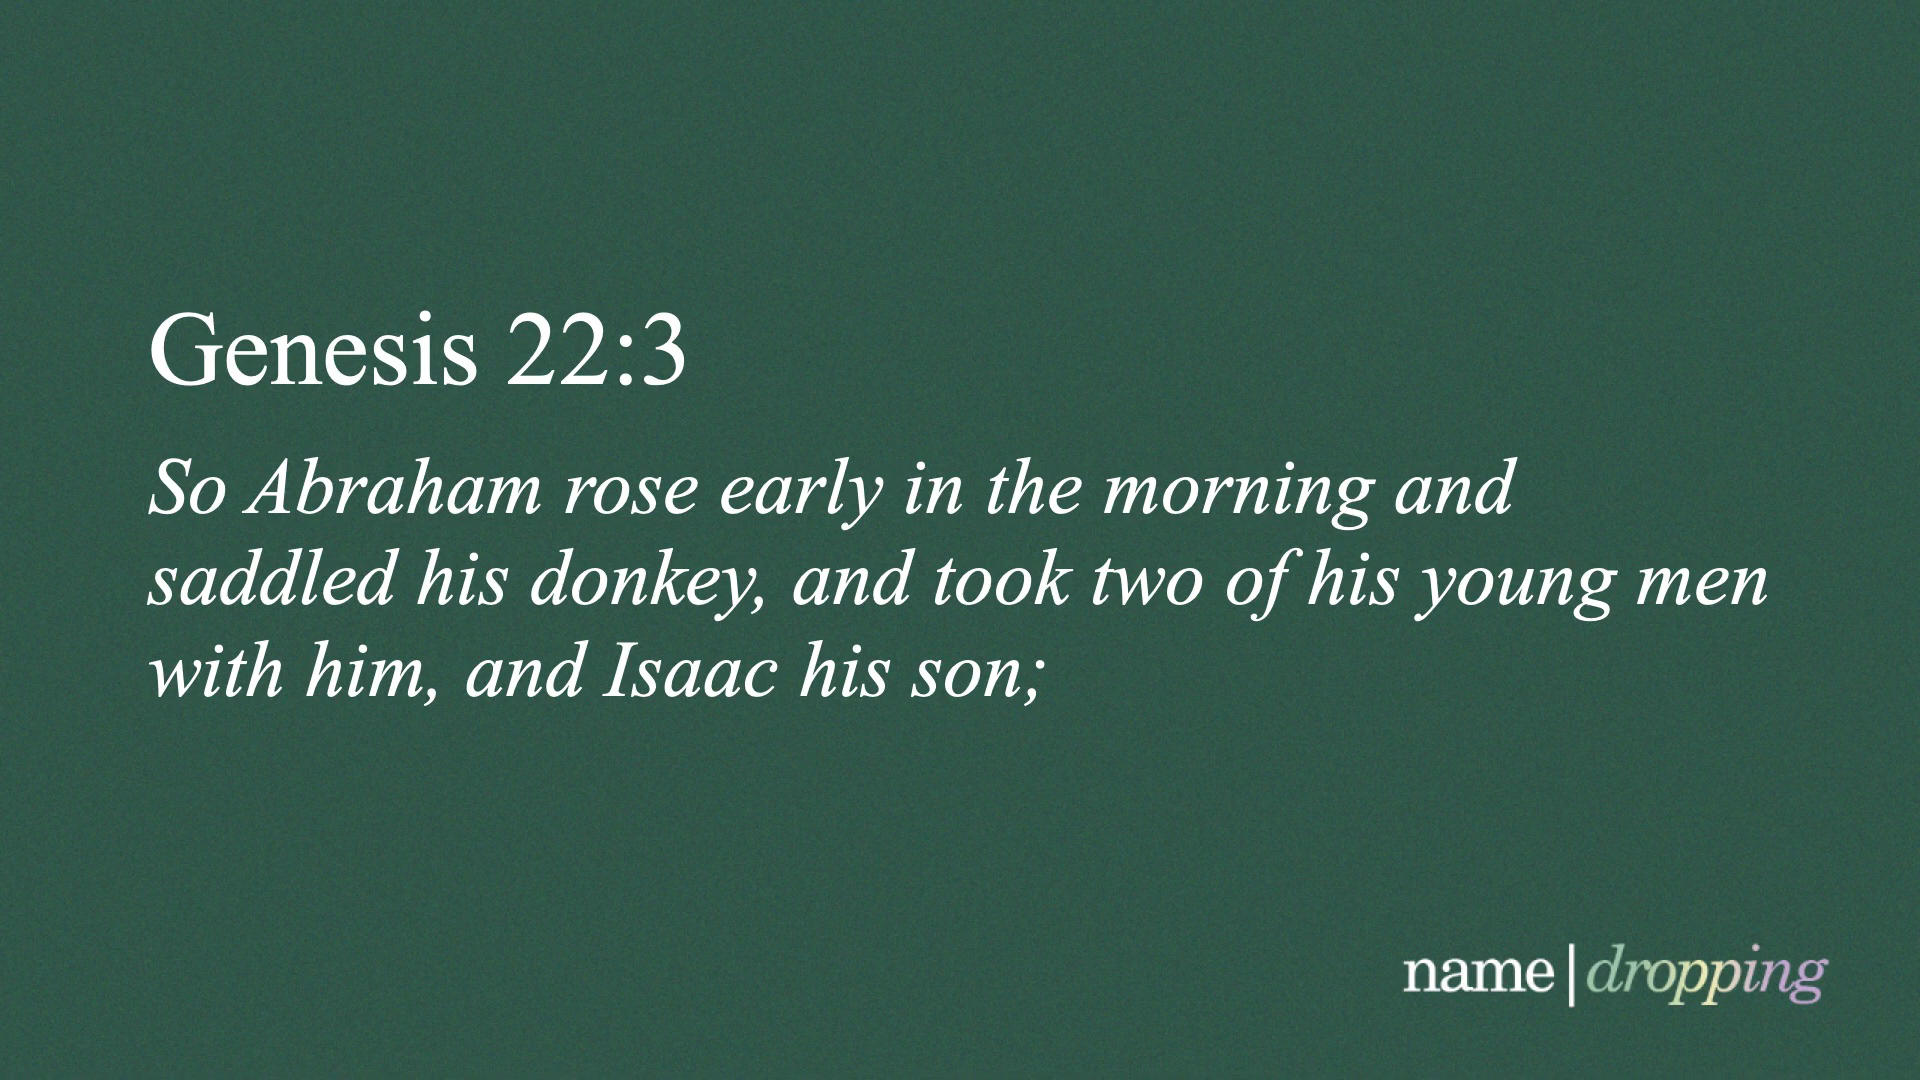 Genesis 22:3
So Abraham rose early in the morning and
saddled his donkey, and took two of his young men
with him, and Isaac his son;
name|dropping